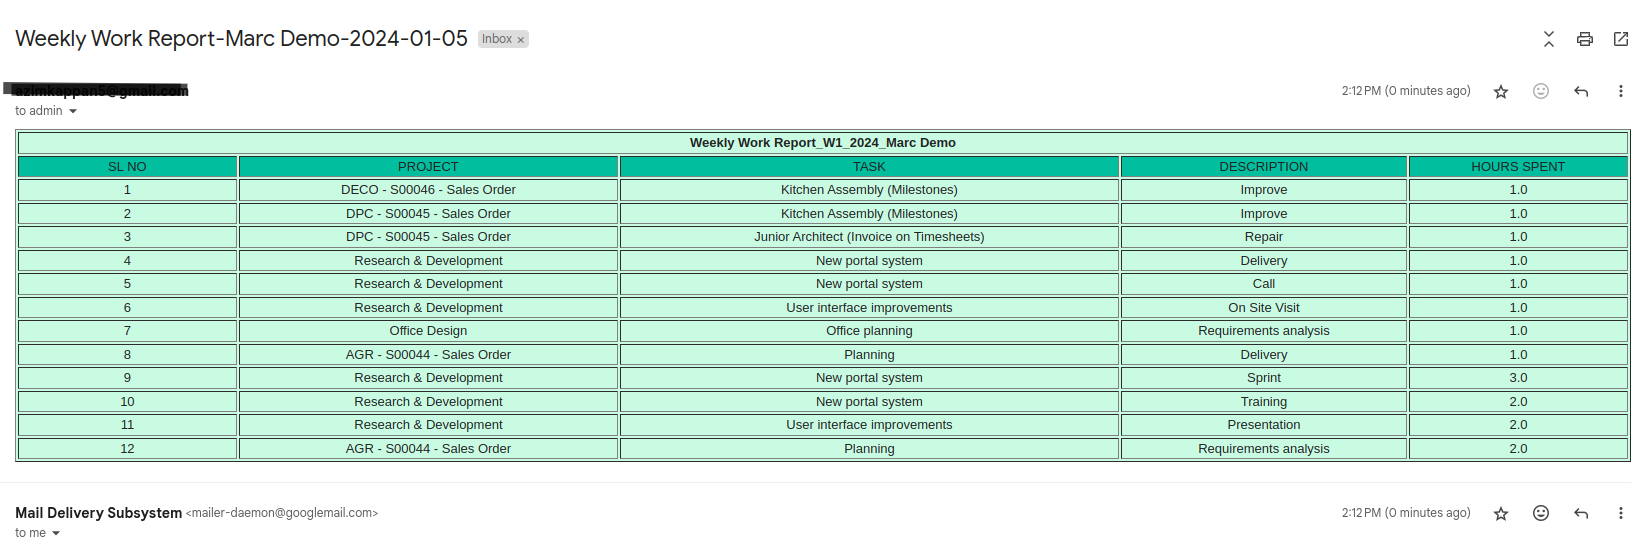 Weekly Work Report-Marc Demo-2024-01-05 Inbox ×
2:12 PM (0 minutes ago)
to admin
Weekly Work Report_W1_2024_Marc Demo
SL NO PROJECT TASK DESCRIPTION HOURS SPENT
1 DECO - S00046 - Sales Order Kitchen Assembly (Milestones) Improve 1.0
2 DPC - S00045 - Sales Order Kitchen Assembly (Milestones) Improve 1.0
3 DPC - S00045 - Sales Order Junior Architect (Invoice on Timesheets) Repair 1.0
4 Research & Development New portal system Delivery 1.0
5 Research & Development New portal system Call 1.0
6 Research & Development User interface improvements On Site Visit 1.0
7 Office Design Office planning Requirements analysis 1.0
8 AGR - S00044 - Sales Order Planning Delivery 1.0
9 Research & Development New portal system Sprint 3.0
10 Research & Development New portal system Training 2.0
11 Research & Development User interface improvements Presentation 2.0
12 AGR - S00044 - Sales Order Planning Requirements analysis 2.0
Mail Delivery Subsystem <mailer-daemon@googlemail.com> 2:12 PM (0 minutes ago)
to me